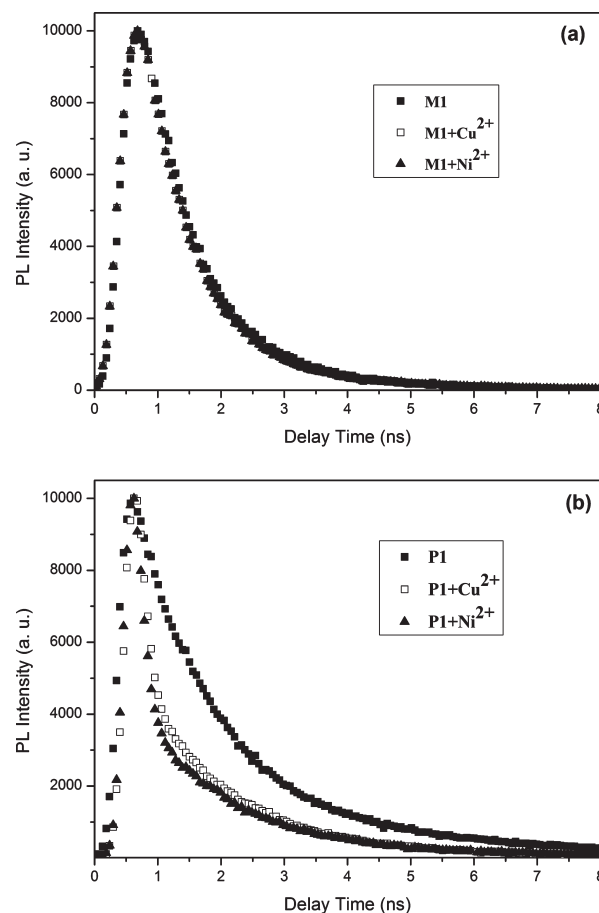 (a)
10000
8000
6000
4000
2000
0
PL Intensity (a. u.)
M1
M1+Cu2+
M1+Ni2+
0 1 2 3 4 5 6 7 8
Delay Time (ns)
(b)
10000
8000
6000
4000
2000
PL Intensity (a. u.)
P1
P1+Cu2+
P1+Ni2+
0 1 2 3 4 5 6 7 8
Delay Time (ns)